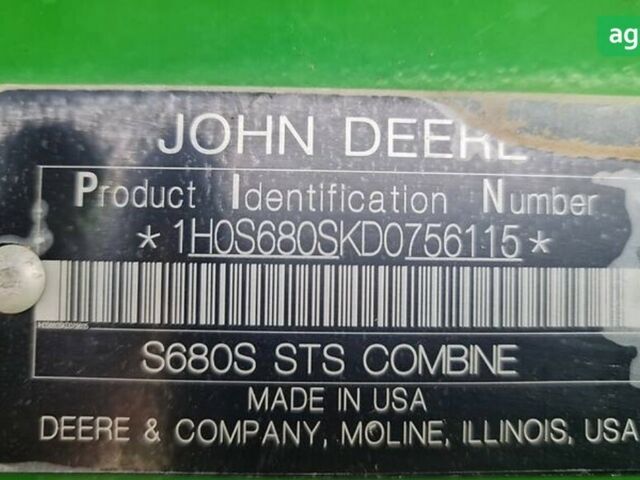 ag
JOHN DEERE
Product Identification Number
*1H0S680SKD0756115*
S680S STS COMBINE
MADE IN USA
DEERE & COMPANY, MOLINE, ILLINOIS, USA